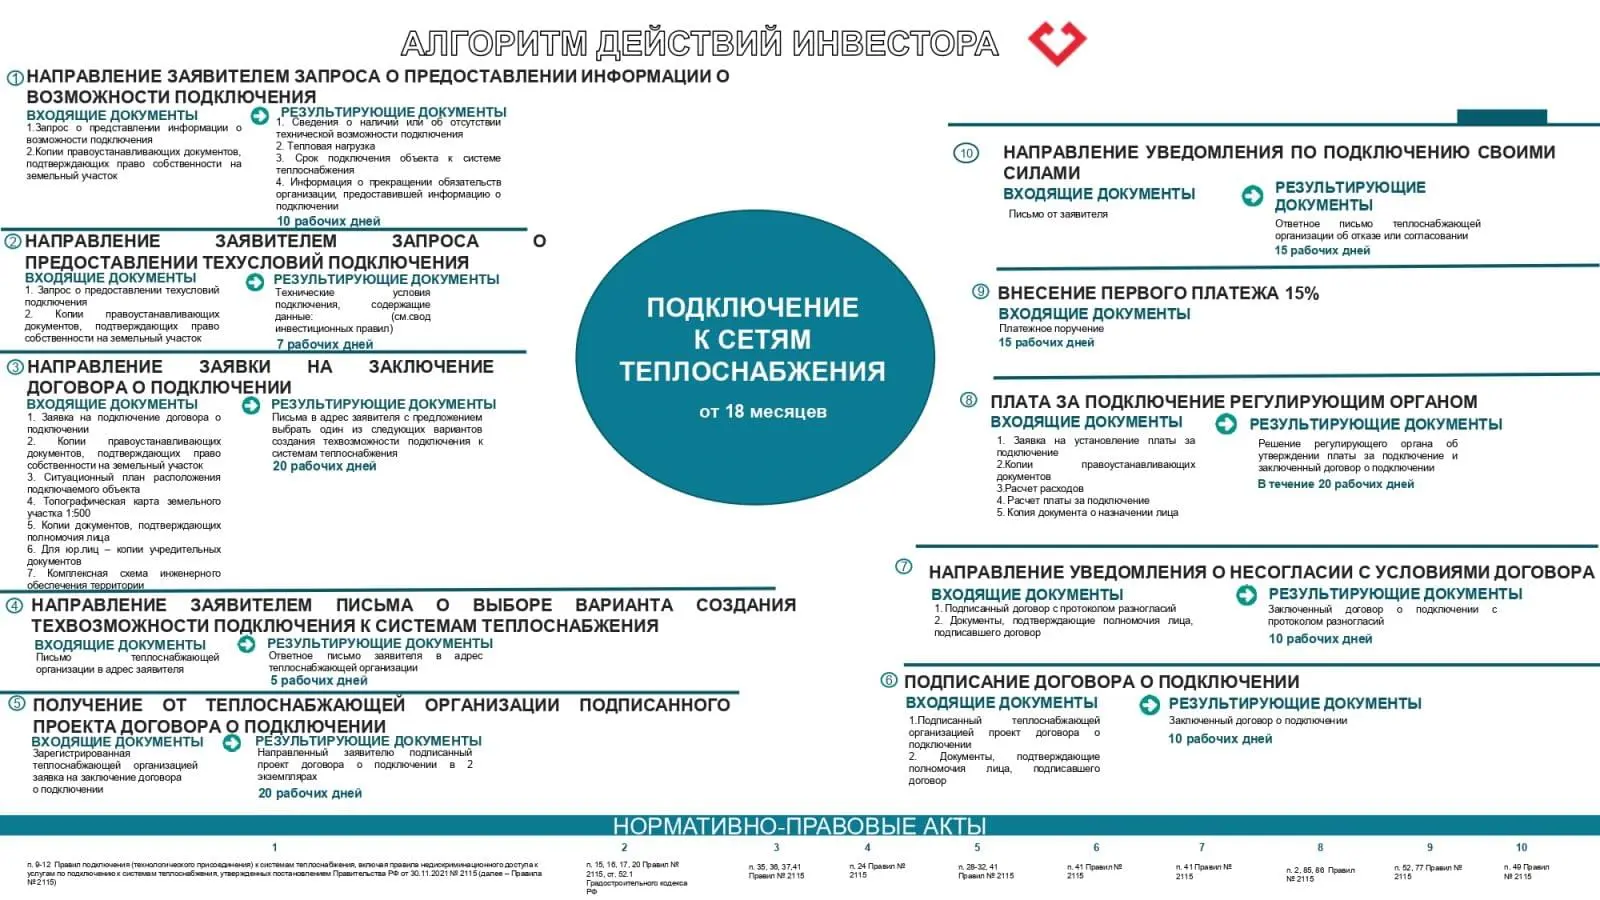 АЛГОРИТМ ДЕЙСТВИЙ ИНВЕСТОРА
1 НАПРАВЛЕНИЕ ЗАЯВИТЕЛЕМ ЗАПРОСА О ПРЕДОСТАВЛЕНИИ ИНФОРМАЦИИ О
ВОЗМОЖНОСТИ ПОДКЛЮЧЕНИЯ
ВХОДЯЩИЕ ДОКУМЕНТЫ
1.Запрос о представлении информации о
возможности подключения
2.Копии правоустанавливающих документов,
подтверждающих право собственности на
земельный участок
РЕЗУЛЬТИРУЮЩИЕ ДОКУМЕНТЫ
1. Сведения о наличии или об отсутствии
технической возможности подключения
2. Тепловая нагрузка
3. Срок подключения объекта к системе
теплоснабжения
4. Информация о прекращении обязательств
организации, предоставившей информацию о
подключении
10 рабочих дней
2 НАПРАВЛЕНИЕ ЗАЯВИТЕЛЕМ ЗАПРОСА О
ПРЕДОСТАВЛЕНИИ ТЕХУСЛОВИЙ ПОДКЛЮЧЕНИЯ
ВХОДЯЩИЕ ДОКУМЕНТЫ
1. Запрос о предоставлении техусловий
подключения
2. Копии правоустанавливающих
документов, подтверждающих право
собственности на земельный участок
РЕЗУЛЬТИРУЮЩИЕ ДОКУМЕНТЫ
Технические условия
подключения, содержащие
данные: (см.свод
инвестиционных правил)
7 рабочих дней
3 НАПРАВЛЕНИЕ ЗАЯВКИ НА ЗАКЛЮЧЕНИЕ
ДОГОВОРА О ПОДКЛЮЧЕНИИ
ВХОДЯЩИЕ ДОКУМЕНТЫ
1. Заявка на подключение договора о
подключении
2. Копии правоустанавливающих
документов, подтверждающих право
собственности на земельный участок
3. Ситуационный план расположения
подключаемого объекта
4. Топографическая карта земельного
участка 1:500
5. Копии документов, подтверждающих
полномочия лица
6. Для юр.лиц – копии учредительных
документов
7. Комплексная схема инженерного
обеспечения территории
РЕЗУЛЬТИРУЮЩИЕ ДОКУМЕНТЫ
Письма в адрес заявителя с предложением
выбрать один из следующих вариантов
создания техвозможности подключения к
системам теплоснабжения
20 рабочих дней
4 НАПРАВЛЕНИЕ ЗАЯВИТЕЛЕМ ПИСЬМА О ВЫБОРЕ ВАРИАНТА СОЗДАНИЯ
ТЕХВОЗМОЖНОСТИ ПОДКЛЮЧЕНИЯ К СИСТЕМАМ ТЕПЛОСНАБЖЕНИЯ
ВХОДЯЩИЕ ДОКУМЕНТЫ
Письмо теплоснабжающей
организации в адрес заявителя
РЕЗУЛЬТИРУЮЩИЕ ДОКУМЕНТЫ
Ответное письмо заявителя в адрес
теплоснабжающей организации
5 рабочих дней
5 ПОЛУЧЕНИЕ ОТ ТЕПЛОСНАБЖАЮЩЕЙ ОРГАНИЗАЦИИ ПОДПИСАННОГО
ПРОЕКТА ДОГОВОРА О ПОДКЛЮЧЕНИИ
ВХОДЯЩИЕ ДОКУМЕНТЫ
Зарегистрированная
теплоснабжающей организацией
заявка на заключение договора
о подключении
РЕЗУЛЬТИРУЮЩИЕ ДОКУМЕНТЫ
Направленный заявителю подписанный
проект договора о подключении в 2
экземплярах
20 рабочих дней
ПОДКЛЮЧЕНИЕ
К СЕТЯМ
ТЕПЛОСНАБЖЕНИЯ
от 18 месяцев
10 НАПРАВЛЕНИЕ УВЕДОМЛЕНИЯ ПО ПОДКЛЮЧЕНИЮ СВОИМИ
СИЛАМИ
ВХОДЯЩИЕ ДОКУМЕНТЫ
Письмо от заявителя
РЕЗУЛЬТИРУЮЩИЕ
ДОКУМЕНТЫ
Ответное письмо теплоснабжающей
организации об отказе или согласовании
15 рабочих дней
9 ВНЕСЕНИЕ ПЕРВОГО ПЛАТЕЖА 15%
ВХОДЯЩИЕ ДОКУМЕНТЫ
Платежное поручение
15 рабочих дней
8 ПЛАТА ЗА ПОДКЛЮЧЕНИЕ РЕГУЛИРУЮЩИМ ОРГАНОМ
ВХОДЯЩИЕ ДОКУМЕНТЫ
1. Заявка на установление платы за
подключение
2.Копии правоустанавливающих
документов
3.Расчет расходов
4. Расчет платы за подключение
5. Копия документа о назначении лица
РЕЗУЛЬТИРУЮЩИЕ ДОКУМЕНТЫ
Решение регулирующего органа об
утверждении платы за подключение и
заключенный договор о подключении
В течение 20 рабочих дней
7 НАПРАВЛЕНИЕ УВЕДОМЛЕНИЯ О НЕСОГЛАСИИ С УСЛОВИЯМИ ДОГОВОРА
ВХОДЯЩИЕ ДОКУМЕНТЫ
1. Подписанный договор с протоколом разногласий
2. Документы, подтверждающие полномочия лица,
подписавшего договор
РЕЗУЛЬТИРУЮЩИЕ ДОКУМЕНТЫ
Заключенный договор о подключении с
протоколом разногласий
10 рабочих дней
6 ПОДПИСАНИЕ ДОГОВОРА О ПОДКЛЮЧЕНИИ
ВХОДЯЩИЕ ДОКУМЕНТЫ
1.Подписанный теплоснабжающей
организацией проект договора о
подключении
2. Документы, подтверждающие
полномочия лица, подписавшего
договор
РЕЗУЛЬТИРУЮЩИЕ ДОКУМЕНТЫ
Заключенный договор о подключении
10 рабочих дней
НОРМАТИВНО-ПРАВОВЫЕ АКТЫ
1
п. 9-12 Правил подключения (технологического присоединения) к системам теплоснабжения, включая правила недискриминационного доступа к
услугам по подключению к системам теплоснабжения, утвержденных постановлением Правительства РФ от 30.11.2021 № 2115 (далее – Правила
№ 2115)
2
п. 15, 16, 17, 20 Правил №
2115, ст. 52.1
Градостроительного кодекса
РФ
3
п. 35, 36, 37,41
Правил № 2115
4
п. 24 Правил №
2115
5
п. 28-32, 41
Правил № 2115
6
п. 41 Правил №
2115
7
п. 41 Правил №
2115
8
п. 2, 85, 86 Правил
№ 2115
9
п. 52, 77 Правил №
2115
10
п. 49 Правил
№ 2115